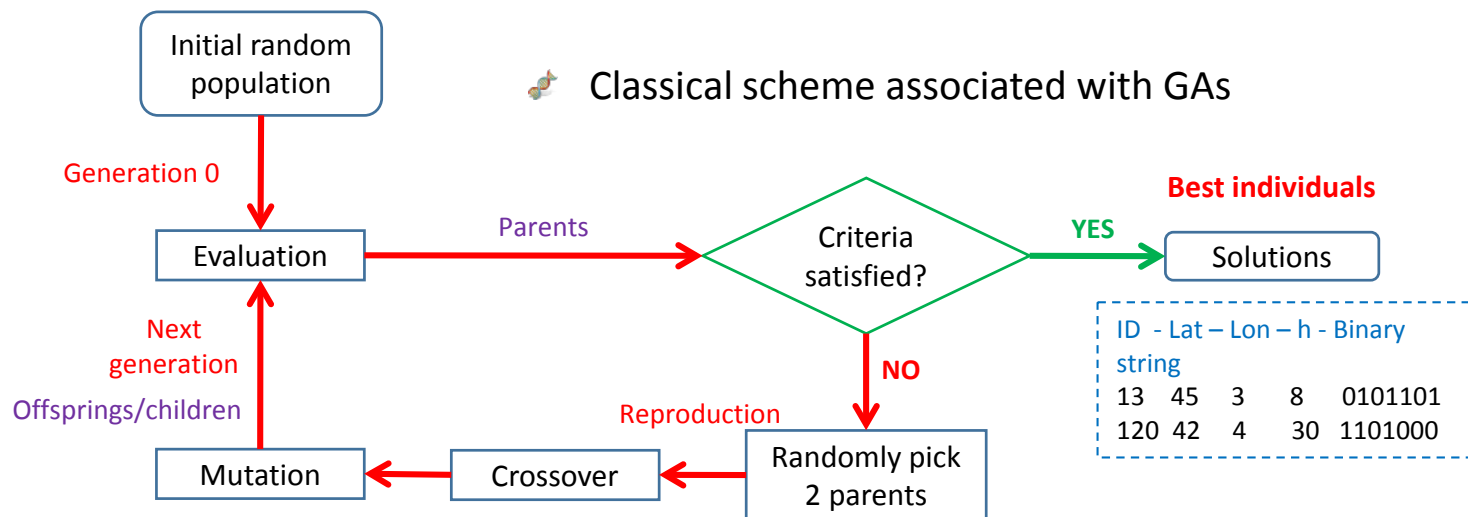 Initial random
population
Classical scheme associated with GAs
Generation 0
Best individuals
Parents
YES
Evaluation
Criteria
satisfied?
Solutions
Next
generation
NO
ID - Lat – Lon – h - Binary
string
13 45 3 8 0101101
120 42 4 30 1101000
Offsprings/children
Reproduction
Mutation
Crossover
Randomly pick
2 parents